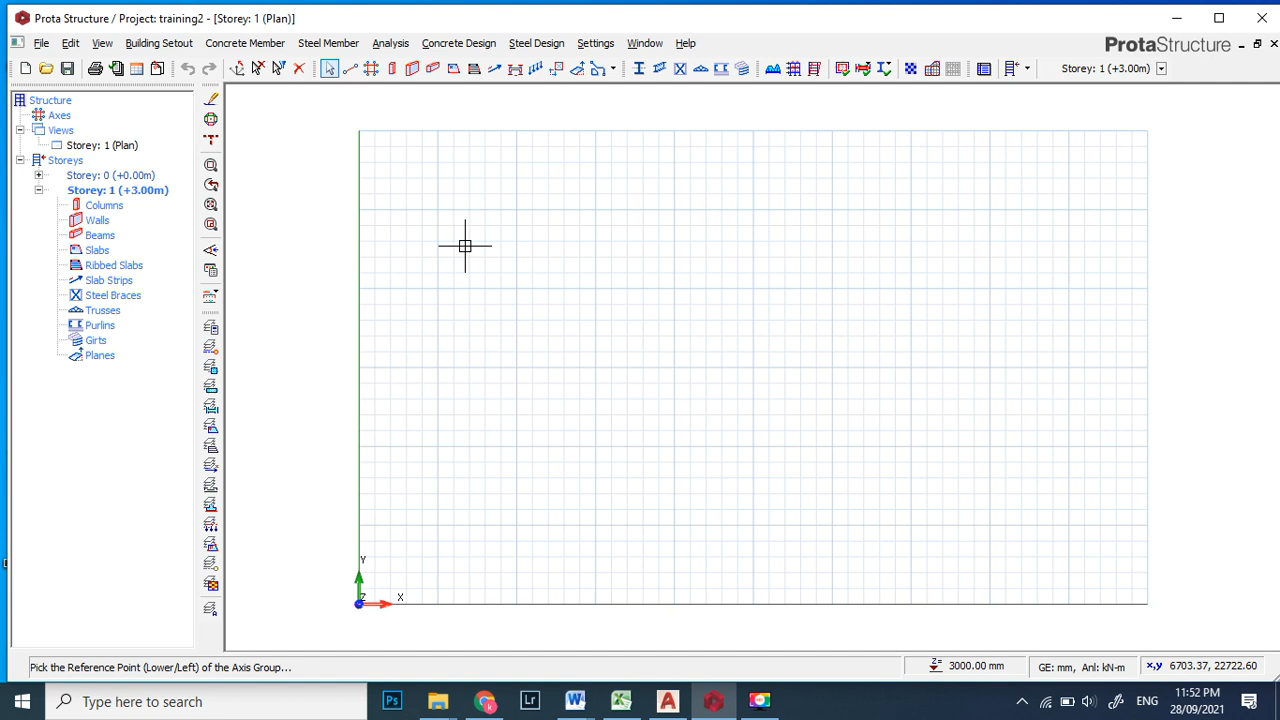 Prota Structure / Project: training2 - [Storey: 1 (Plan)]
File Edit View Building Setout Concrete Member Steel Member Analysis Concrete Design Steel Design Settings Window Help
ProtaStructure
Storey: 1 (+3.00m)
Structure
Axes
Views
Storey: 1 (Plan)
Storeys
Storey: 0 (+0.00m)
Storey: 1 (+3.00m)
Columns
Walls
Beams
Slabs
Ribbed Slabs
Slab Strips
Steel Braces
Trusses
Purlins
Girts
Planes
Y
Z
X
Pick the Reference Point (Lower/Left) of the Axis Group...
Z= 3000.00 mm
GE: mm, Anl: kN-m
x,y 6703.37, 22722.60
Type here to search
Ps
Lr
W
X
A
k
ENG
11:52 PM
28/09/2021